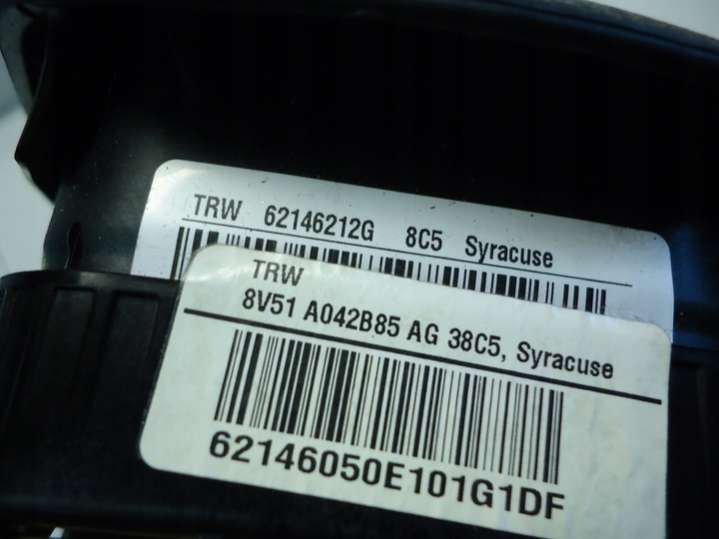 TRW 62146212G 8C5 Syracuse
TRW
8V51 A042B85 AG 38C5, Syracuse
62146050E101G1DF